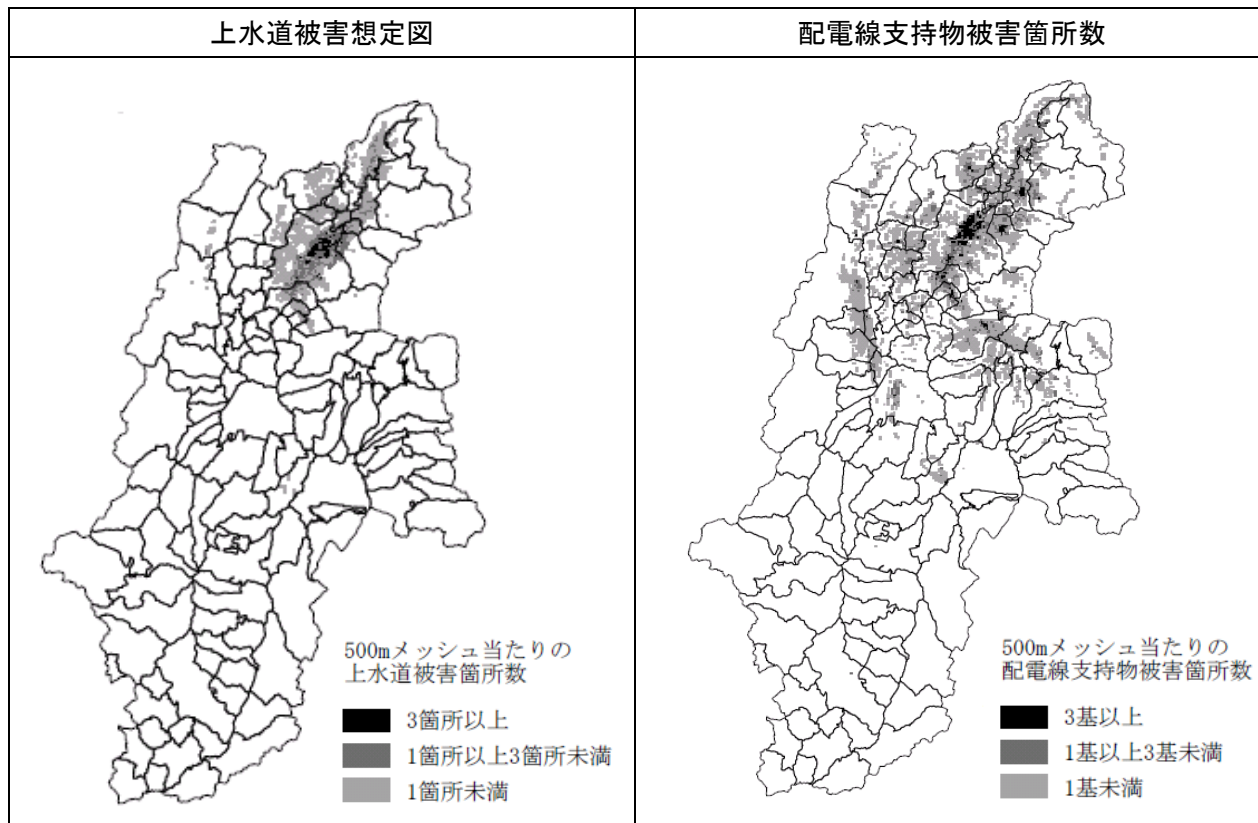 上水道被害想定図
配電線支持物被害箇所数
500mメッシュ当たりの
上水道被害箇所数
3箇所以上
1箇所以上3箇所未満
1箇所未満
500mメッシュ当たりの
配電線支持物被害箇所数
3基以上
1基以上3基未満
1基未満